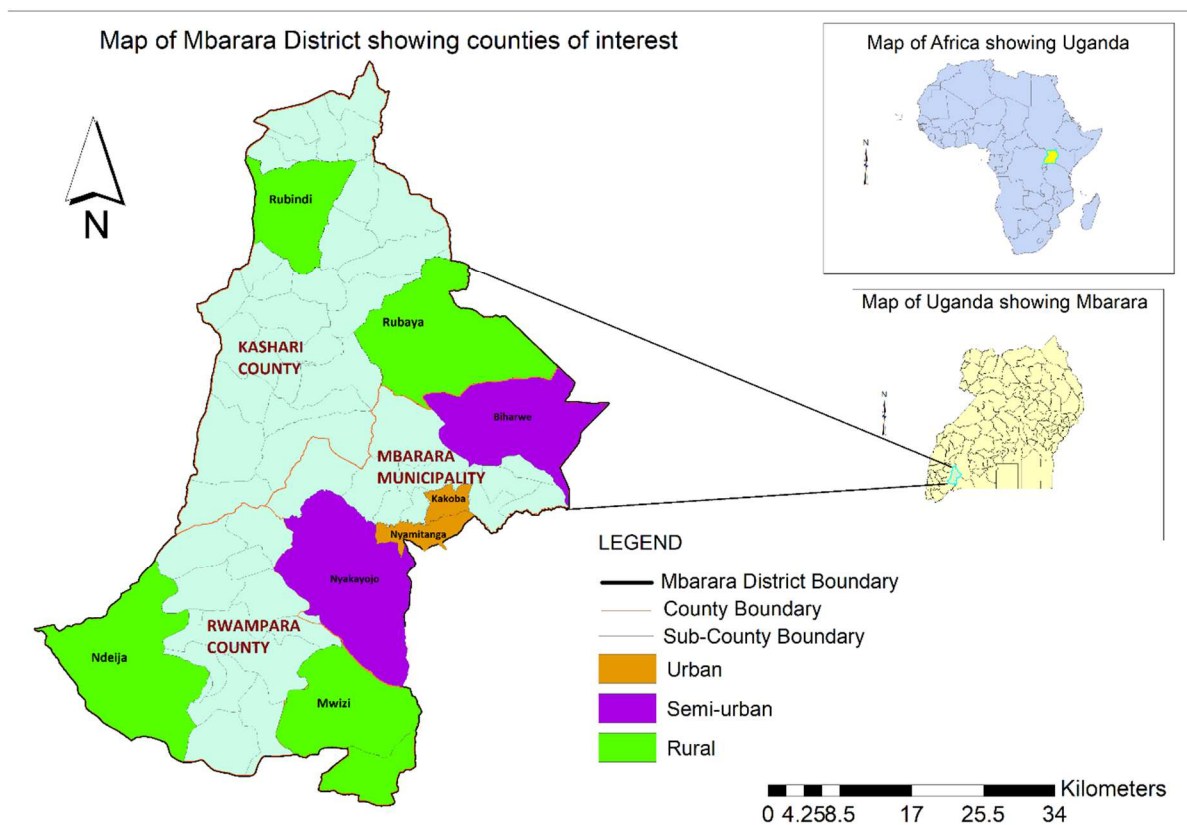 Map of Mbarara District showing counties of interest
N
Rubindi
Rubaya
KASHARI
COUNTY
Biharwe
MBARARA
MUNICIPALITY
Kakoba
Nyamitanga
Nyakayojo
RWAMPARA
COUNTY
Ndeija
Mwizi
Map of Africa showing Uganda
N
Map of Uganda showing Mbarara
N
LEGEND
Mbarara District Boundary
County Boundary
Sub-County Boundary
Urban
Semi-urban
Rural
Kilometers
0 4.25 8.5 17 25.5 34